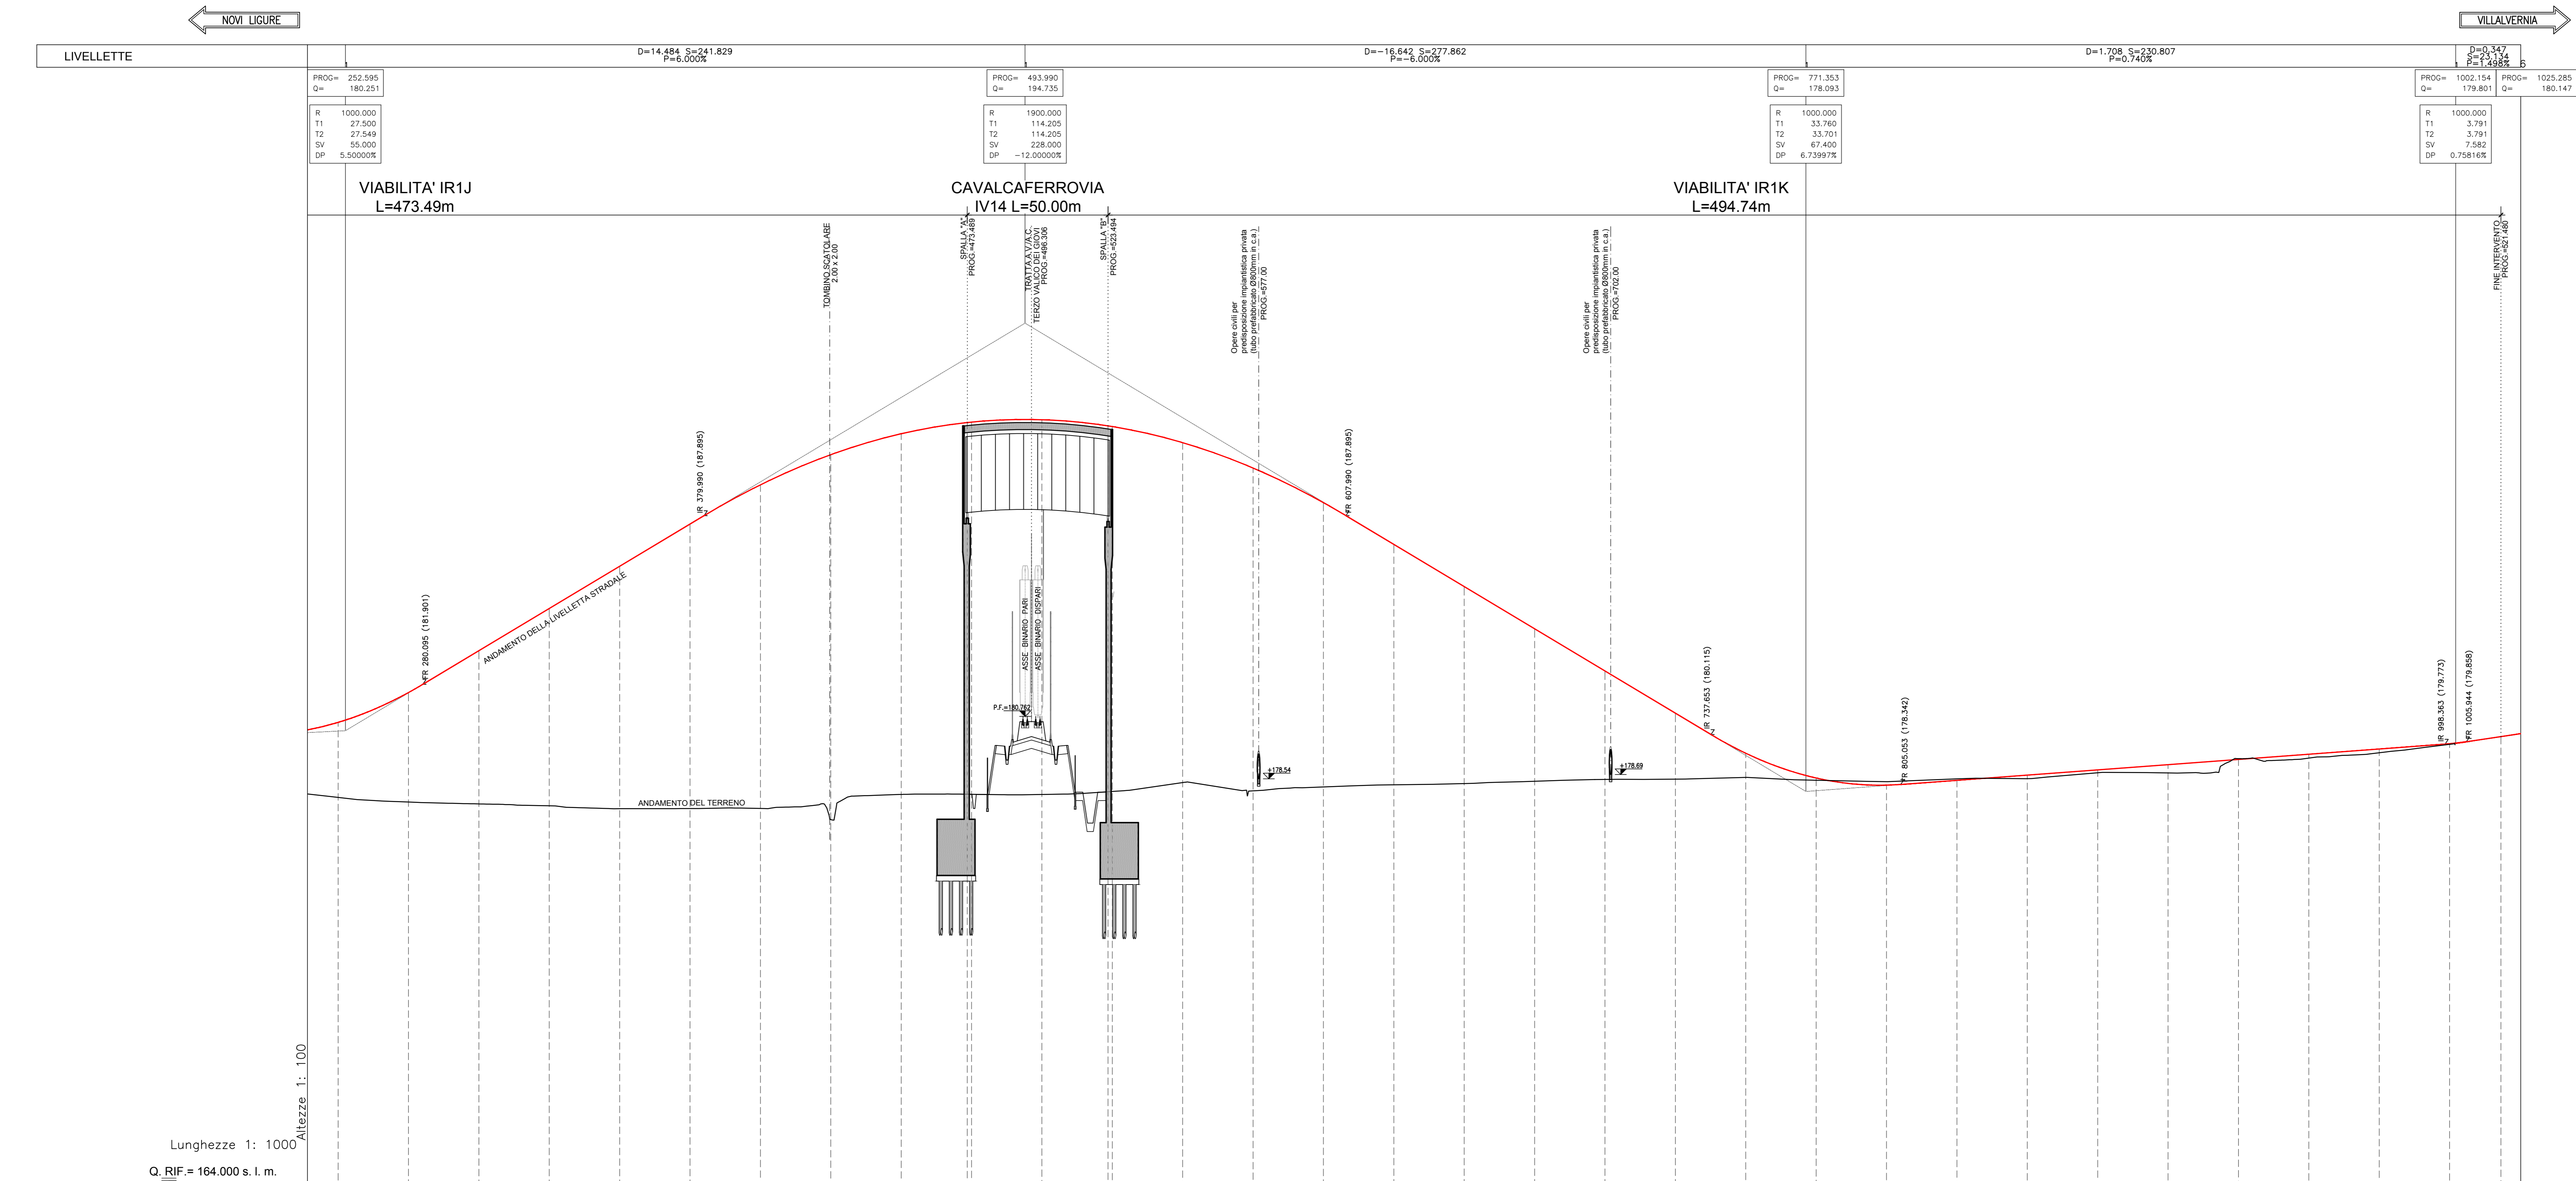 NOVI LIGURE
VILLALVERNIA
LIVELLETTE
D=14.484 S=241.829
P=6.000%
D=-16.642 S=277.862
P=-6.000%
D=1.708 S=230.807
P=0.740%
D=0.347
S=23.134
P=1.498%
PROG= 252.595
Q= 180.251
R 1000.000
T1 27.500
T2 27.549
SV 55.000
DP 5.50000%
PROG= 493.990
Q= 194.735
R 1900.000
T1 114.205
T2 114.205
SV 228.000
DP -12.00000%
PROG= 771.353
Q= 178.093
R 1000.000
T1 33.760
T2 33.701
SV 67.400
DP 6.73997%
PROG= 1002.154
Q= 179.801
PROG= 1025.285
Q= 180.147
R 1000.000
T1 3.791
T2 3.791
SV 7.582
DP 0.75816%
VIABILITA' IR1J
L=473.49m
CAVALCAFERROVIA
IV14 L=50.00m
VIABILITA' IR1K
L=494.74m
TOMBINO SCATOLARE
2.00 x 2.00
SPALLA "A"
PROG.=473.489
TRATTA A.V./A.C.
TERZO VALICO DEI GIOVI
PROG.=496.306
SPALLA "B"
PROG.=523.494
Opere civili per
predisposizione impiantistica privata
(tubo prefabbricato Ø800mm in c.a.)
PROG.=577.00
Opere civili per
predisposizione impiantistica privata
(tubo prefabbricato Ø800mm in c.a.)
PROG.=702.00
FINE INTERVENTO
PROG.=521.480
FR 280.095 (181.901)
IR 379.990 (187.895)
FR 607.990 (187.895)
IR 737.653 (180.115)
FR 805.053 (178.342)
IR 998.363 (179.773)
FR 1005.944 (179.858)
ANDAMENTO DELLA LIVELLETTA STRADALE
ASSE BINARIO PARI
ASSE BINARIO DISPARI
P.F.=180.762
+178.54
+178.69
ANDAMENTO DEL TERRENO
Altezze 1: 100
Lunghezze 1: 1000
Q. RIF.= 164.000 s. l. m.